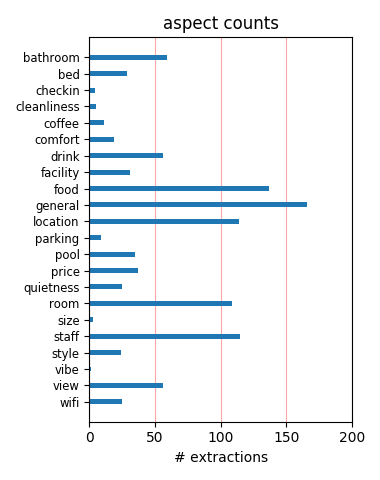 aspect counts
bathroom
bed
checkin
cleanliness
coffee
comfort
drink
facility
food
general
location
parking
pool
price
quietness
room
size
staff
style
vibe
view
wifi
0 50 100 150 200
# extractions